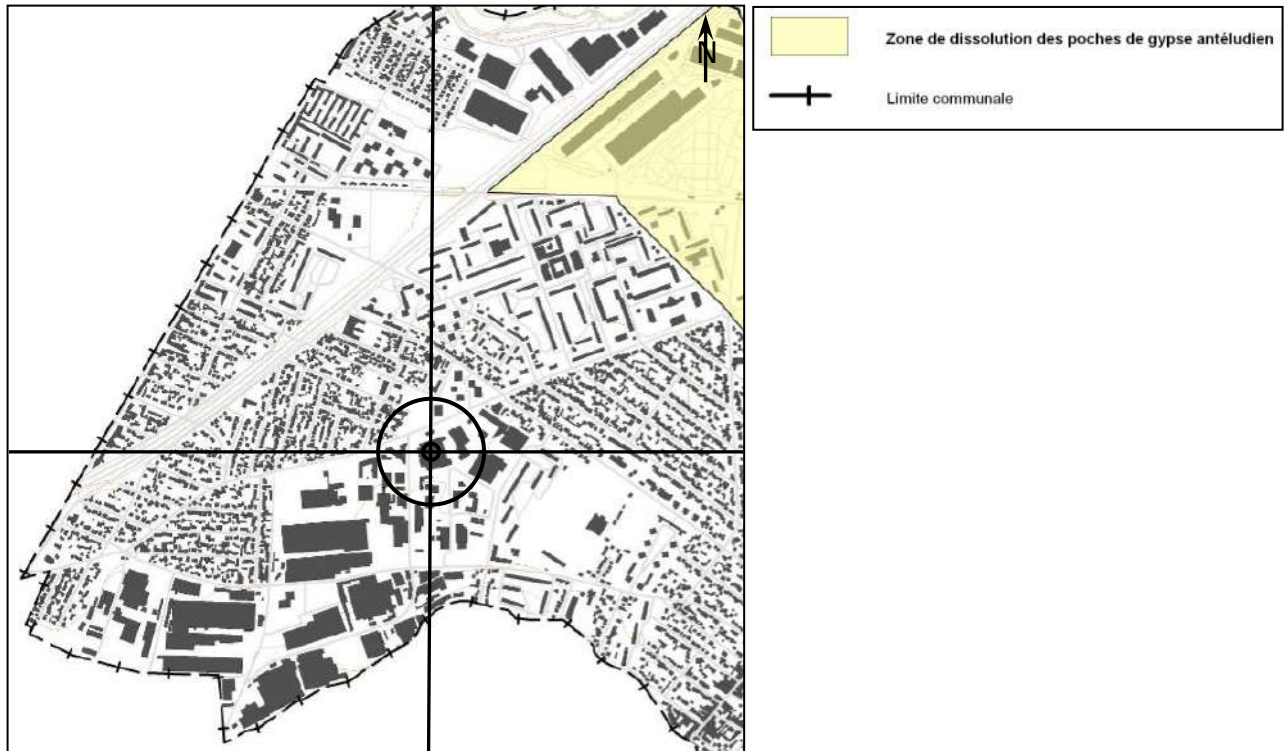 N
Zone de dissolution des poches de gypse antéludien
Limite communale